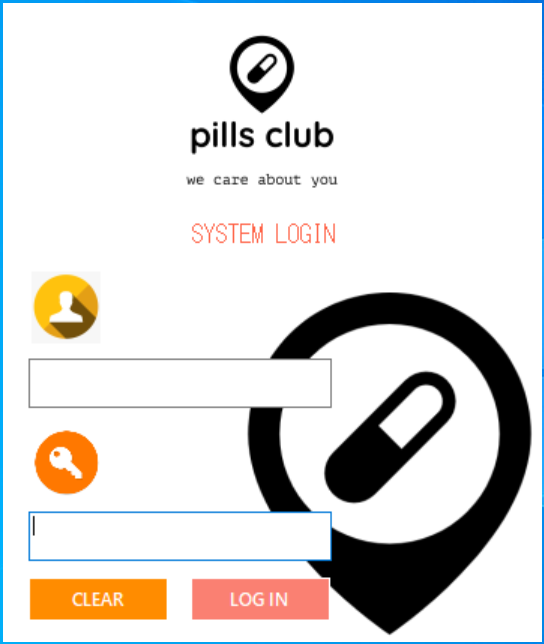 pills club
we care about you
SYSTEM LOGIN
CLEAR
LOG IN